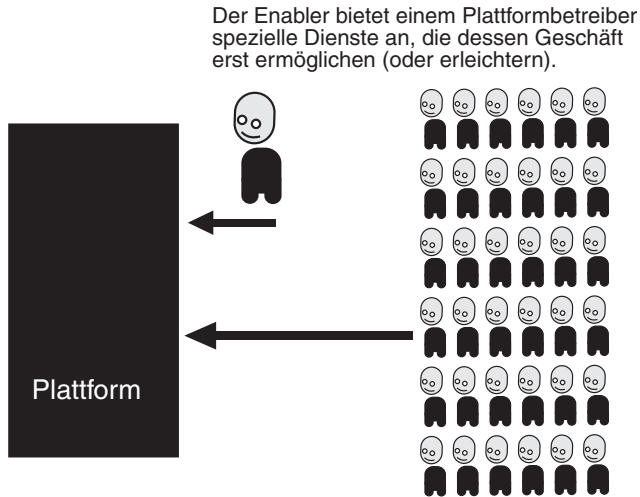 Der Enabler bietet einem Plattformbetreiber
spezielle Dienste an, die dessen Geschäft
erst ermöglichen (oder erleichtern).
Plattform